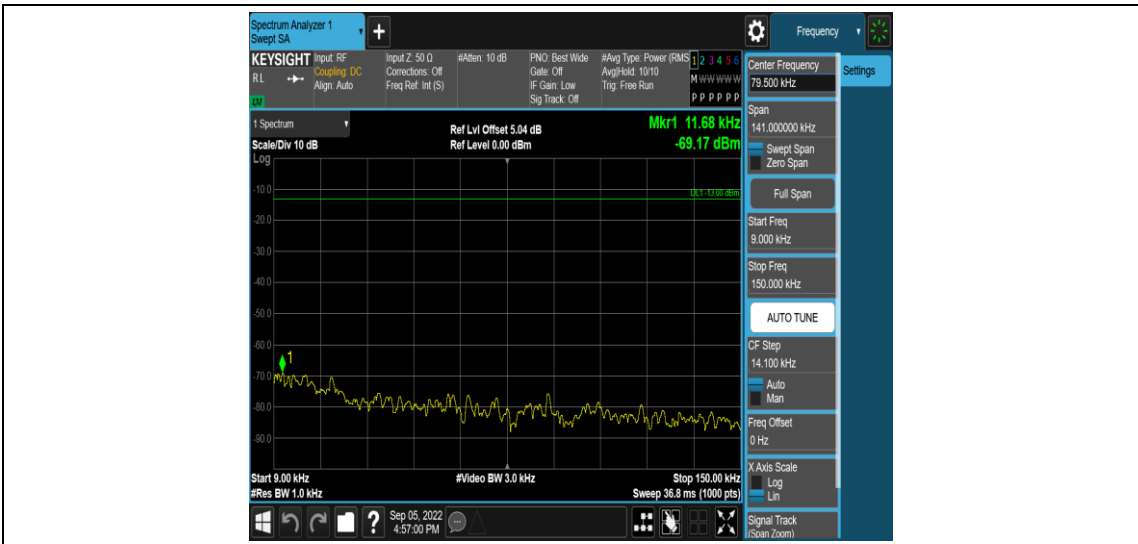 Spectrum Analyzer 1
Swept SA
+
Frequency
KEYSIGHT
RL
LXI
Input: RF
Coupling: DC
Align: Auto
Input Z: 50 Ω
Corrections: Off
Freq Ref: Int (S)
#Atten: 10 dB
PNO: Best Wide
Gate: Off
IF Gain: Low
Sig Track: Off
#Avg Type: Power (RMS
Avg|Hold: 10/10
Trig: Free Run
1 2 3 4 5 6
M W W W W W
P P P P P P
1 Spectrum
Scale/Div 10 dB
Log
Ref Lvl Offset 5.04 dB
Ref Level 0.00 dBm
Mkr1 11.68 kHz
-69.17 dBm
DL1 -13.00 dBm
-10.0
-20.0
-30.0
-40.0
-50.0
-60.0
-70.0
-80.0
-90.0
1
Start 9.00 kHz
#Res BW 1.0 kHz
#Video BW 3.0 kHz
Stop 150.00 kHz
Sweep 36.8 ms (1000 pts)
?
Sep 05, 2022
4:57:00 PM
Center Frequency
79.500 kHz
Settings
Span
141.000000 kHz
Swept Span
Zero Span
Full Span
Start Freq
9.000 kHz
Stop Freq
150.000 kHz
AUTO TUNE
CF Step
14.100 kHz
Auto
Man
Freq Offset
0 Hz
X Axis Scale
Log
Lin
Signal Track
(Span Zoom)